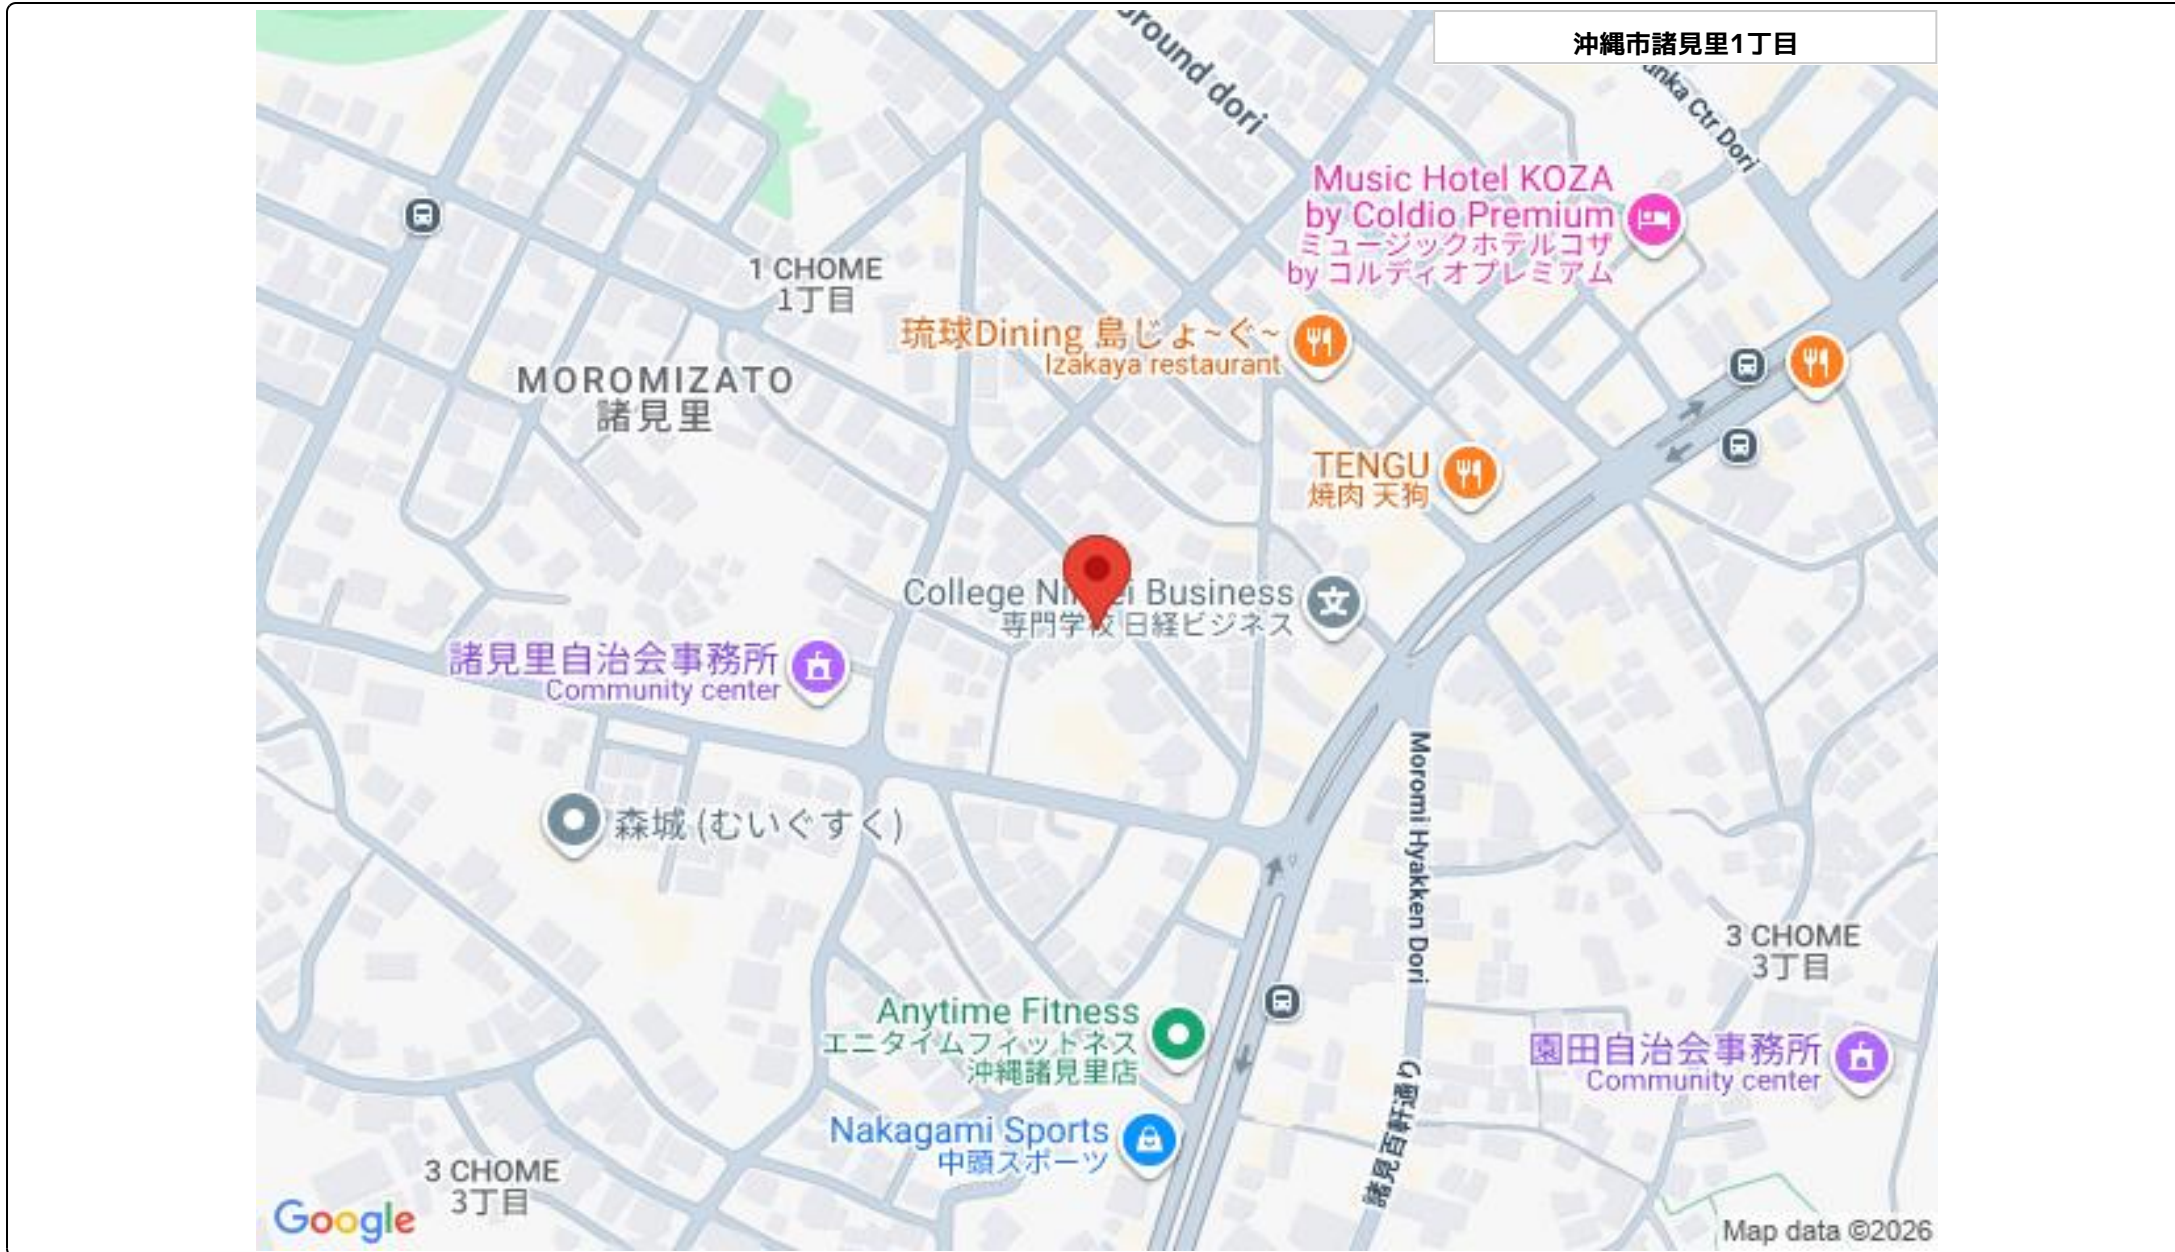 沖縄市諸見里1丁目
Music Hotel KOZA
by Coldio Premium
ミュージックホテルコザ
by コルディオプレミアム
1 CHOME
1丁目
琉球Dining 島じょ~ぐ~
Izakaya restaurant
MOROMIZATO
諸見里
TENGU
焼肉 天狗
College Business
専門学校 日経ビジネス
文
諸見里自治会事務所
Community center
森城 (むいぐすく)
Moromi Hyakken Dori
3 CHOME
3丁目
Anytime Fitness
エニタイムフィットネス
沖縄諸見里店
園田自治会事務所
Community center
諸見百軒通り
Nakagami Sports
中頭スポーツ
3 CHOME
3丁目
Google
Map data ©2026
dori
Ctr Dori